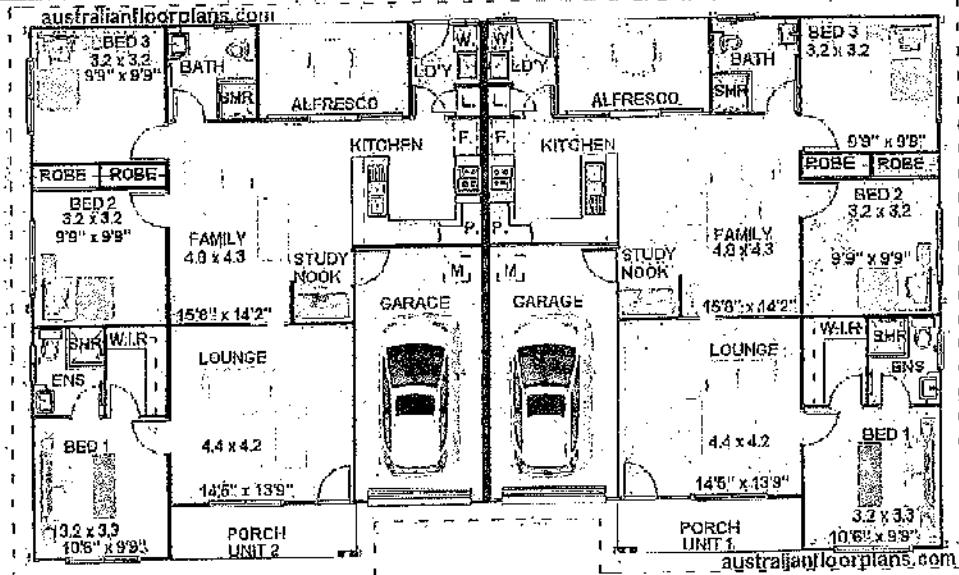 australianfloorplans.com
BED 3
3.2 x 3.2
9'9" x 9'9"
BATH
SHR
ALFRESCO
LD'Y
W.
L.
F.
KITCHEN
P.
ROBE ROBE
BED 2
3.2 x 3.2
9'9" x 9'9"
FAMILY
4.8 x 4.3
15'8" x 14'2"
STUDY
NOOK
M
GARAGE
SHR
W.I.R
ENS
LOUNGE
4.4 x 4.2
14'5" x 13'9"
BED 1
3.2 x 3.3
10'6" x 9'9"
PORCH
UNIT 2
W
LD'Y
L.
F.
KITCHEN
P.
ALFRESCO
BATH
SHR
BED 3
3.2 x 3.2
9'9" x 9'9"
ROBE ROBE
BED 2
3.2 x 3.2
9'9" x 9'9"
FAMILY
4.8 x 4.3
15'8" x 14'2"
STUDY
NOOK
M
GARAGE
W.I.R
SHR
ENS
LOUNGE
4.4 x 4.2
14'5" x 13'9"
BED 1
3.2 x 3.3
10'6" x 9'9"
PORCH
UNIT 1
australianfloorplans.com